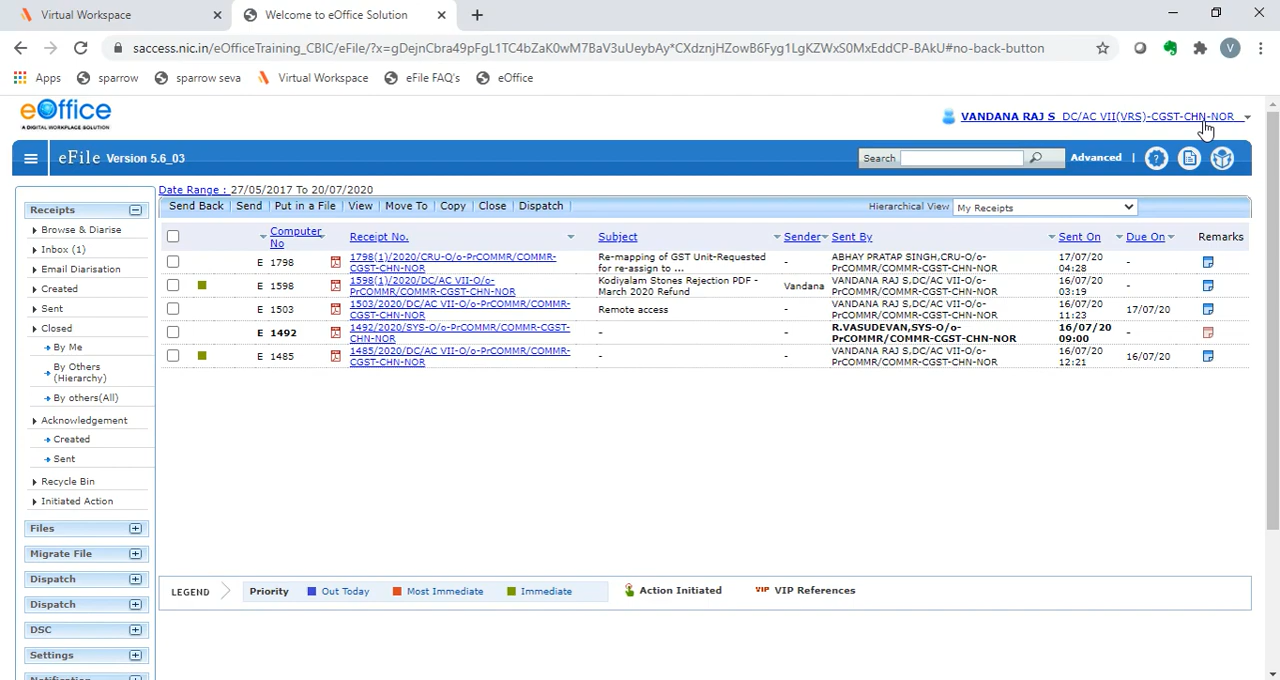 Virtual Workspace
Welcome to eOffice Solution
saccess.nic.in/eOfficeTraining_CBIC/eFile/?x=gDejnCbra49pFgL1TC4bZaK0wM7BaV3uUeybAy*CXdznjHZowB6Fyg1LgKZWxS0MxEddCP-BAkU#no-back-button
V
Apps sparrow sparrow seva Virtual Workspace eFile FAQ's eOffice
eOffice
A DIGITAL WORKPLACE SOLUTION
VANDANA RAJ S DC/AC VII(VRS)-CGST-CHN-NOR
eFile Version 5.6_03
Search
Advanced |
Date Range : 27/05/2017 To 20/07/2020
Send Back | Send | Put in a File | View | Move To | Copy | Close | Dispatch |
Hierarchical View My Receipts
Receipts
Browse & Diarise
Inbox (1)
Email Diarisation
Created
Sent
Closed
By Me
By Others
(Hierarchy)
By others(All)
Acknowledgement
Created
Sent
Recycle Bin
Initiated Action
Files
Migrate File
Dispatch
Dispatch
DSC
Settings
Computer No Receipt No. Subject Sender Sent By Sent On Due On Remarks
E 1798 1798(1)/2020/CRU-O/o-PrCOMMR/COMMR- Re-mapping of GST Unit-Requested ABHAY PRATAP SINGH,CRU-O/o- 17/07/20 -
CGST-CHN-NOR for re-assign to ... - PrCOMMR/COMMR-CGST-CHN-NOR 04:28
E 1598 1598(1)/2020/DC/AC VII-O/o- Kodiyalam Stones Rejection PDF - Vandana VANDANA RAJ S,DC/AC VII-O/o- 16/07/20 -
PrCOMMR/COMMR-CGST-CHN-NOR March 2020 Refund PrCOMMR/COMMR-CGST-CHN-NOR 03:19
E 1503 1503/2020/DC/AC VII-O/o-PrCOMMR/COMMR- Remote access - VANDANA RAJ S,DC/AC VII-O/o- 16/07/20 17/07/20
CGST-CHN-NOR PrCOMMR/COMMR-CGST-CHN-NOR 11:23
E 1492 1492/2020/SYS-O/o-PrCOMMR/COMMR-CGST- - - R.VASUDEVAN,SYS-O/o- 16/07/20 -
CHN-NOR PrCOMMR/COMMR-CGST-CHN-NOR 09:00
E 1485 1485/2020/DC/AC VII-O/o-PrCOMMR/COMMR- - - VANDANA RAJ S,DC/AC VII-O/o- 16/07/20 16/07/20
CGST-CHN-NOR PrCOMMR/COMMR-CGST-CHN-NOR 12:21
LEGEND Priority Out Today Most Immediate Immediate Action Initiated VIP VIP References